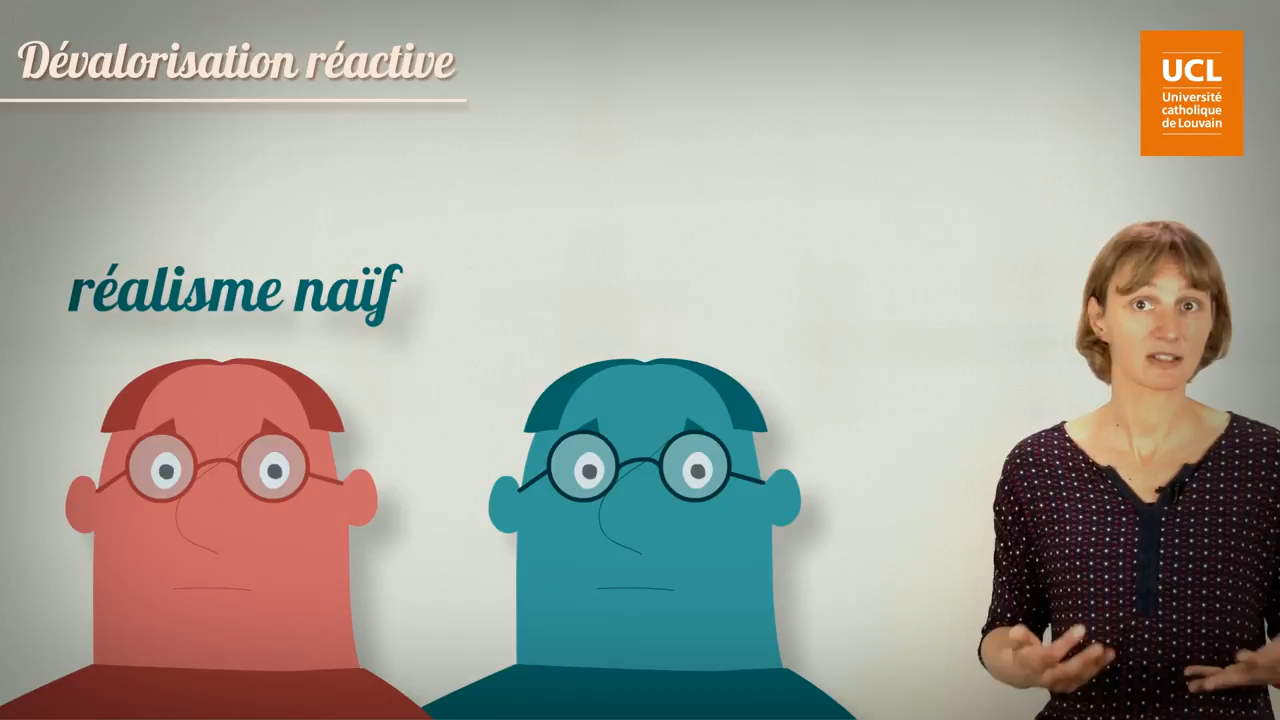 Dévalorisation réactive
UCL
Université
catholique
de Louvain
réalisme naïf